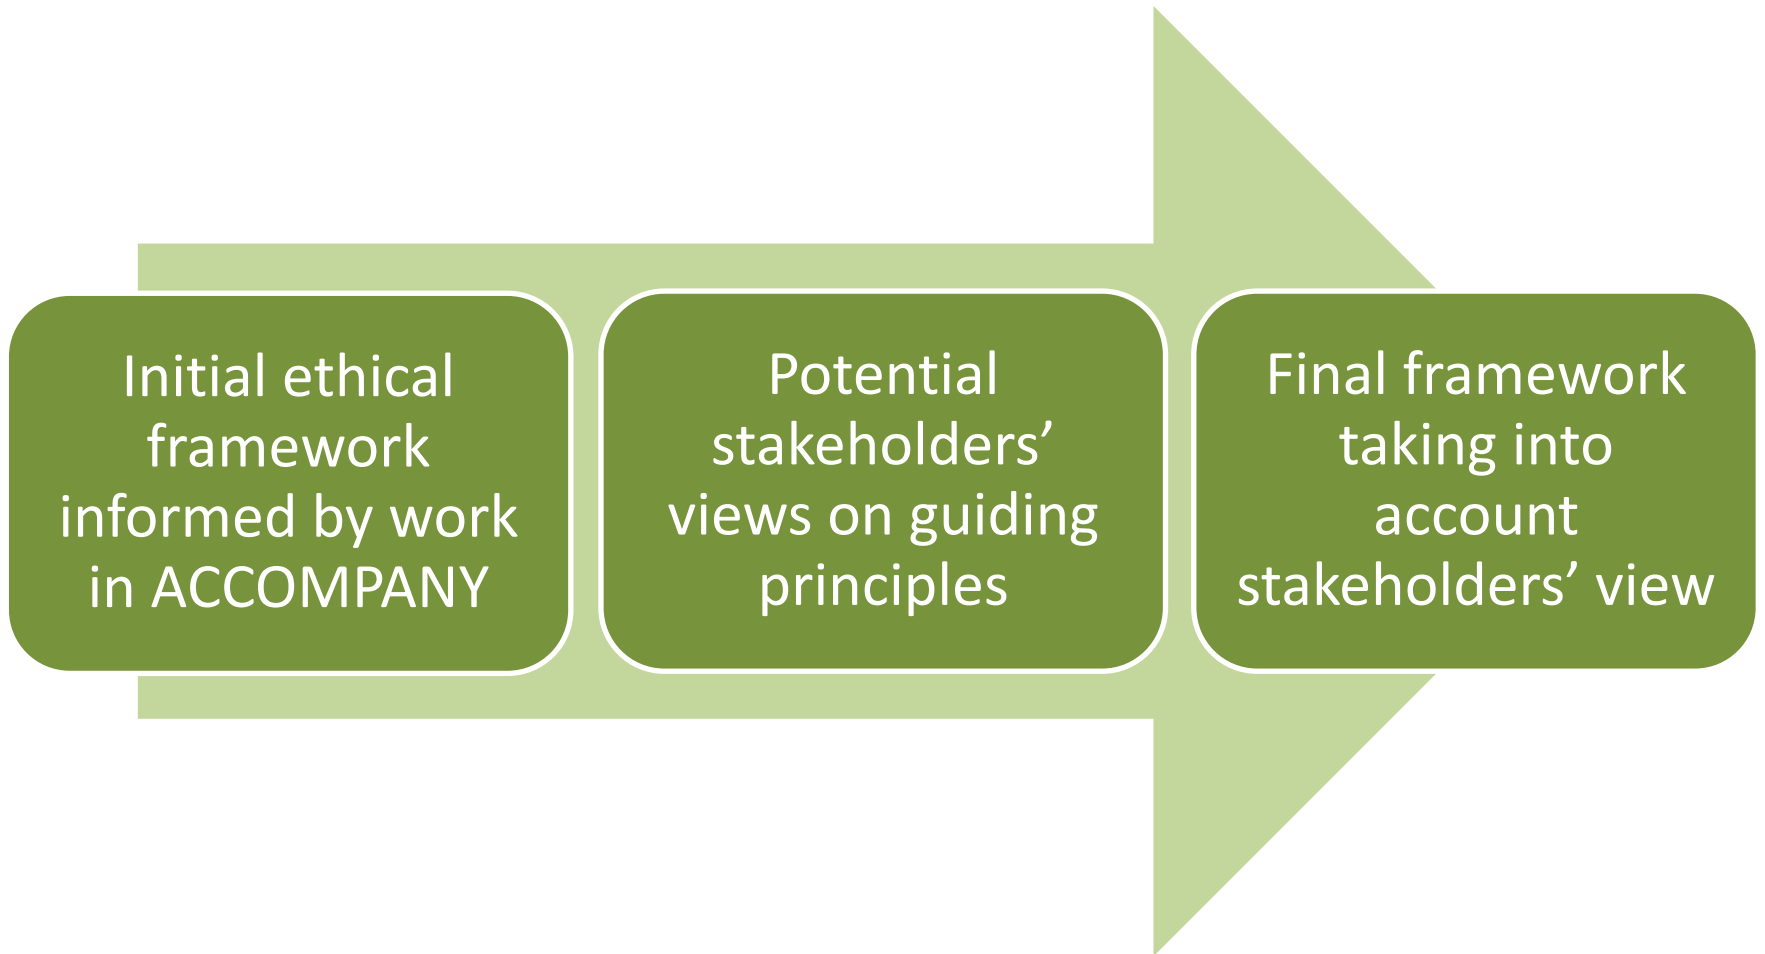 Initial ethical
framework
informed by work
in ACCOMPANY
Potential
stakeholders’
views on guiding
principles
Final framework
taking into
account
stakeholders’ view